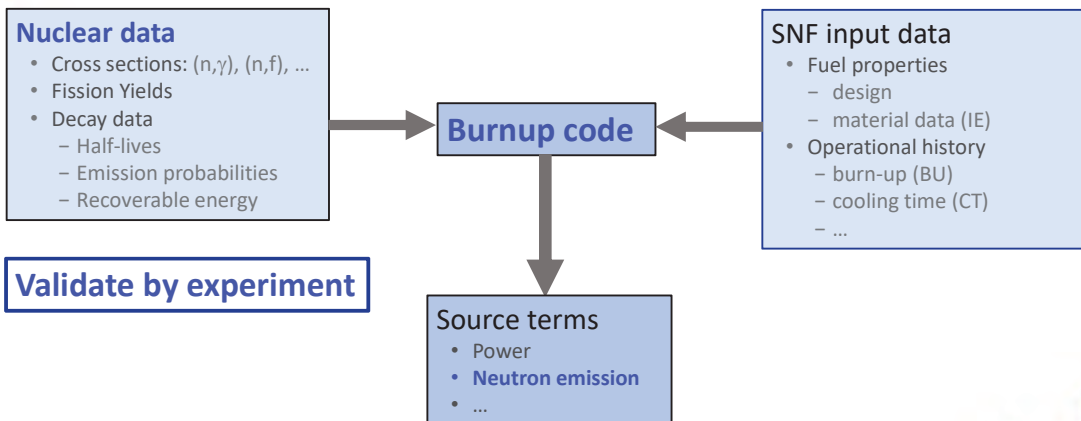 Nuclear data
• Cross sections: (n,γ), (n,f), ...
• Fission Yields
• Decay data
– Half-lives
– Emission probabilities
– Recoverable energy
Burnup code
SNF input data
• Fuel properties
– design
– material data (IE)
• Operational history
– burn-up (BU)
– cooling time (CT)
– ...
Validate by experiment
Source terms
• Power
• Neutron emission
• ...